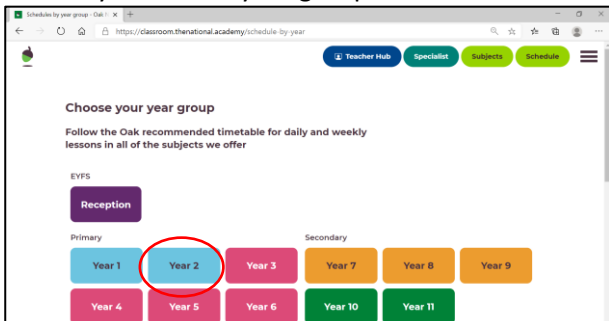 Schedules by year group - Oak
https://classroom.thenational.academy/schedule-by-year
Teacher Hub Specialist Subjects Schedule
Choose your year group
Follow the Oak recommended timetable for daily and weekly
lessons in all of the subjects we offer
EYFS
Reception
Primary Secondary
Year 1 Year 2 Year 3 Year 7 Year 8 Year 9
Year 4 Year 5 Year 6 Year 10 Year 11